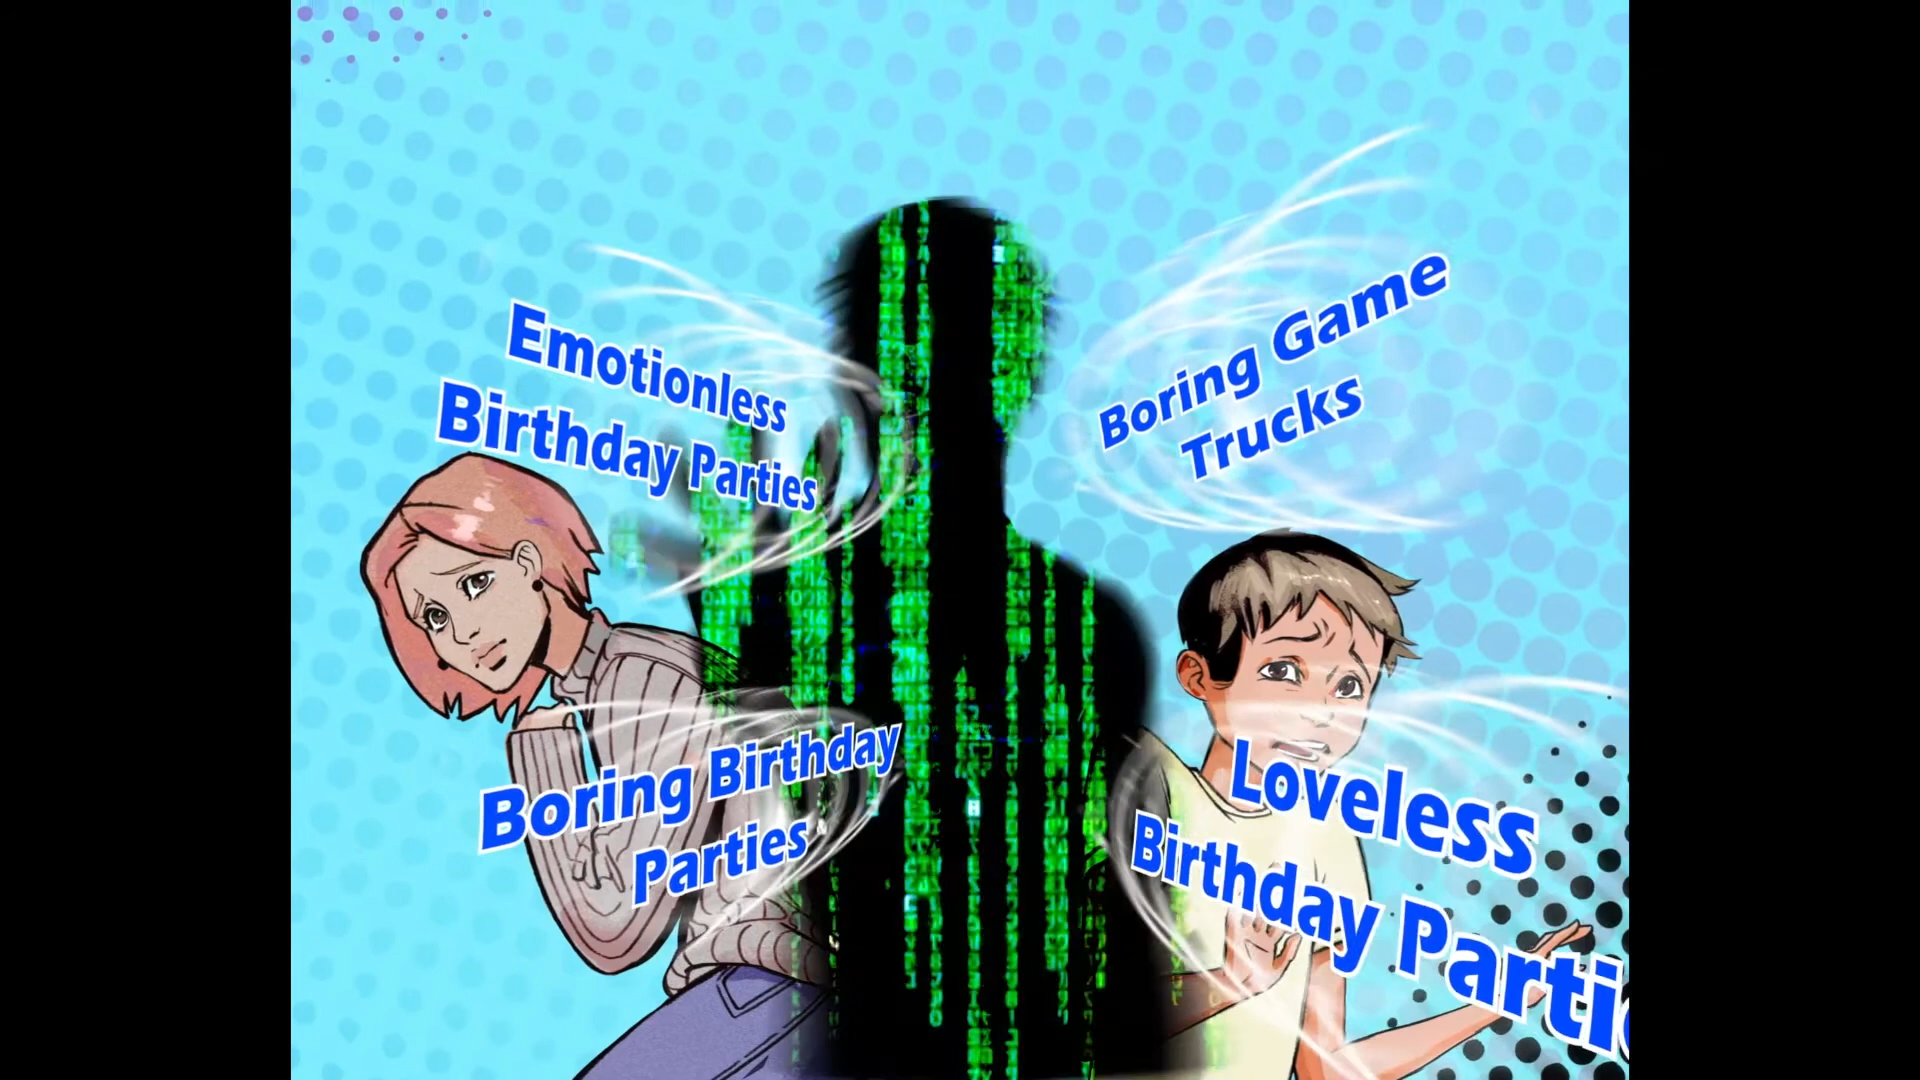 Emotionless
Birthday Parties
Boring Game
Trucks
Boring Birthday
Parties
Loveless
Birthday Parti